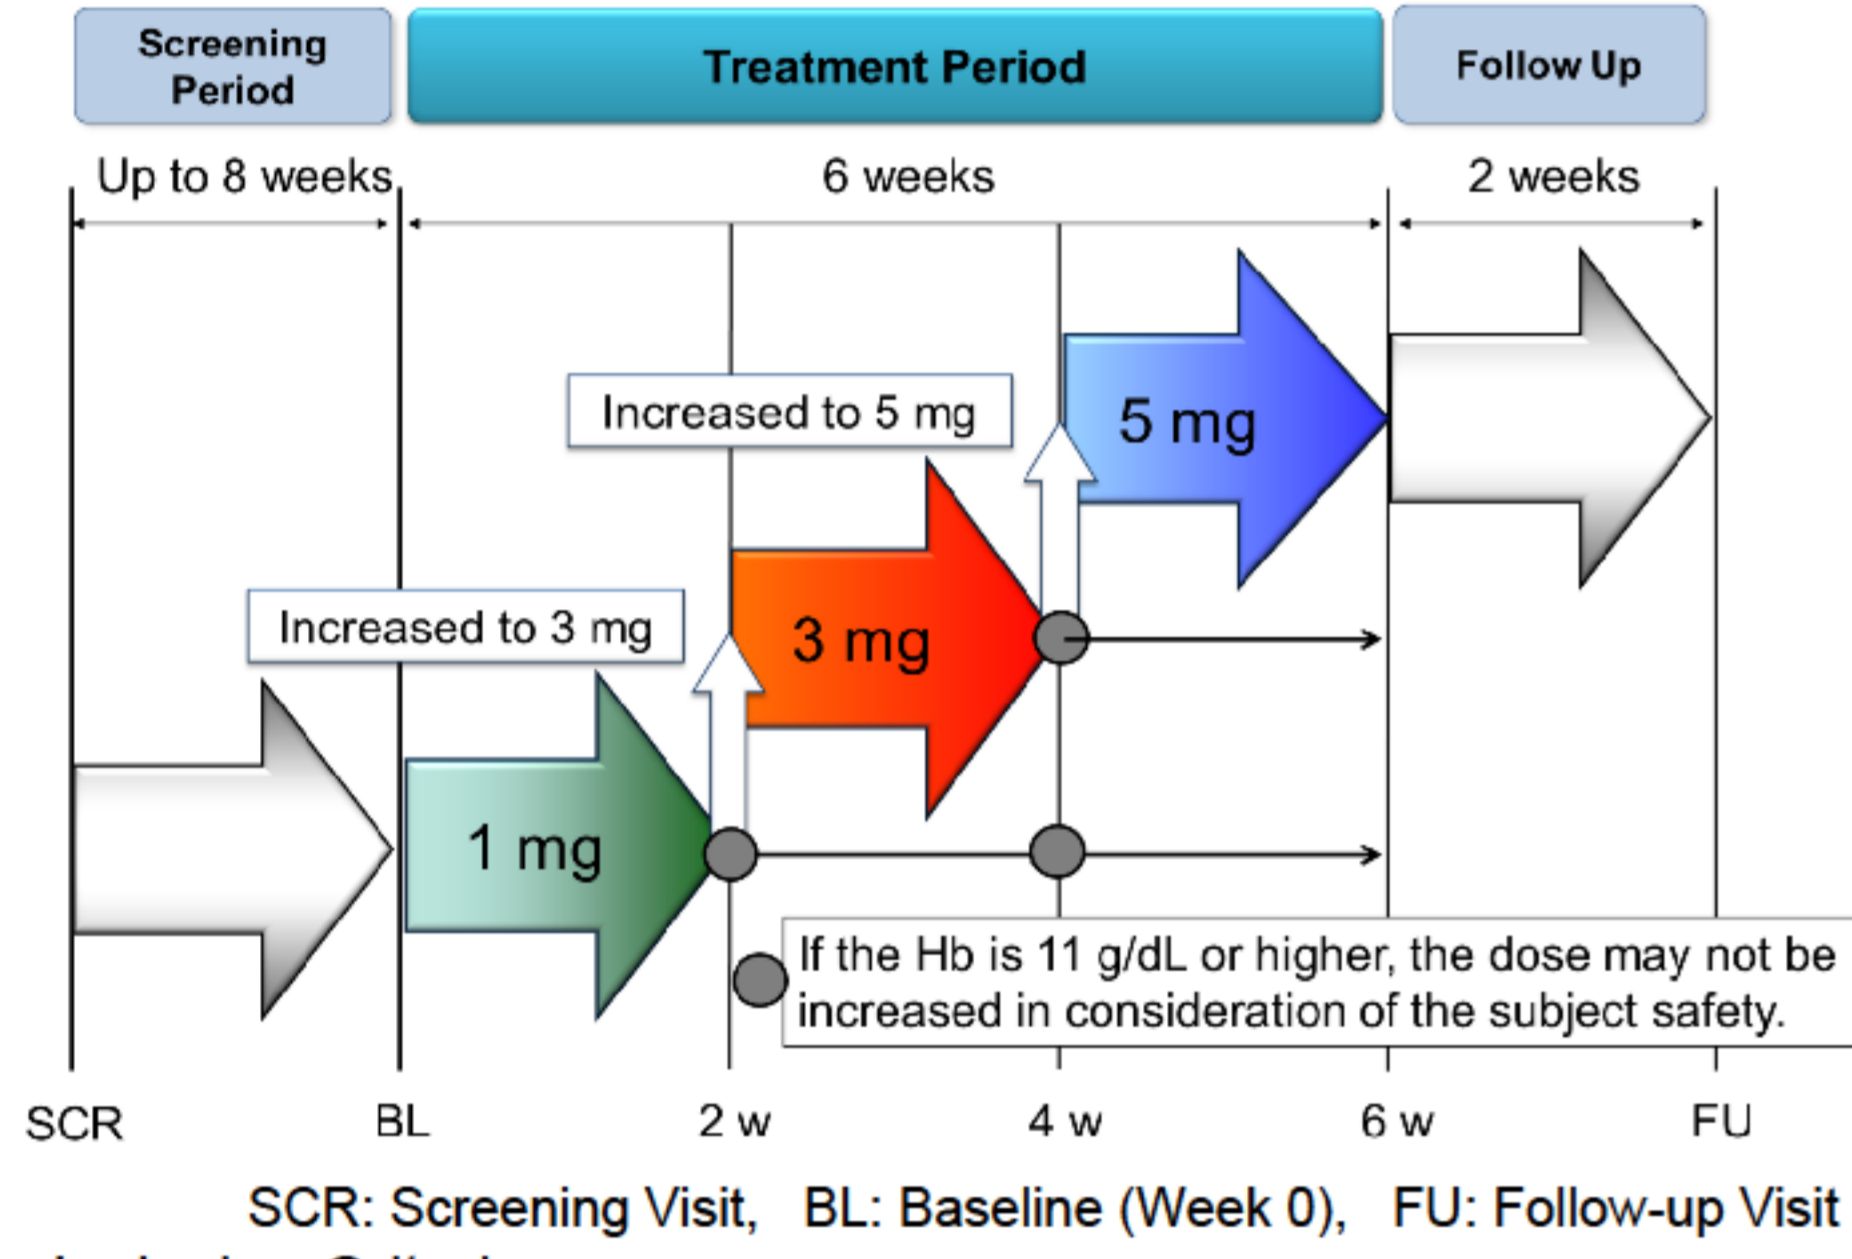 Screening
Period
Treatment Period
Follow Up
Up to 8 weeks
6 weeks
2 weeks
Increased to 5 mg
5 mg
Increased to 3 mg
3 mg
1 mg
If the Hb is 11 g/dL or higher, the dose may not be
increased in consideration of the subject safety.
SCR BL 2 w 4 w 6 w FU
SCR: Screening Visit, BL: Baseline (Week 0), FU: Follow-up Visit